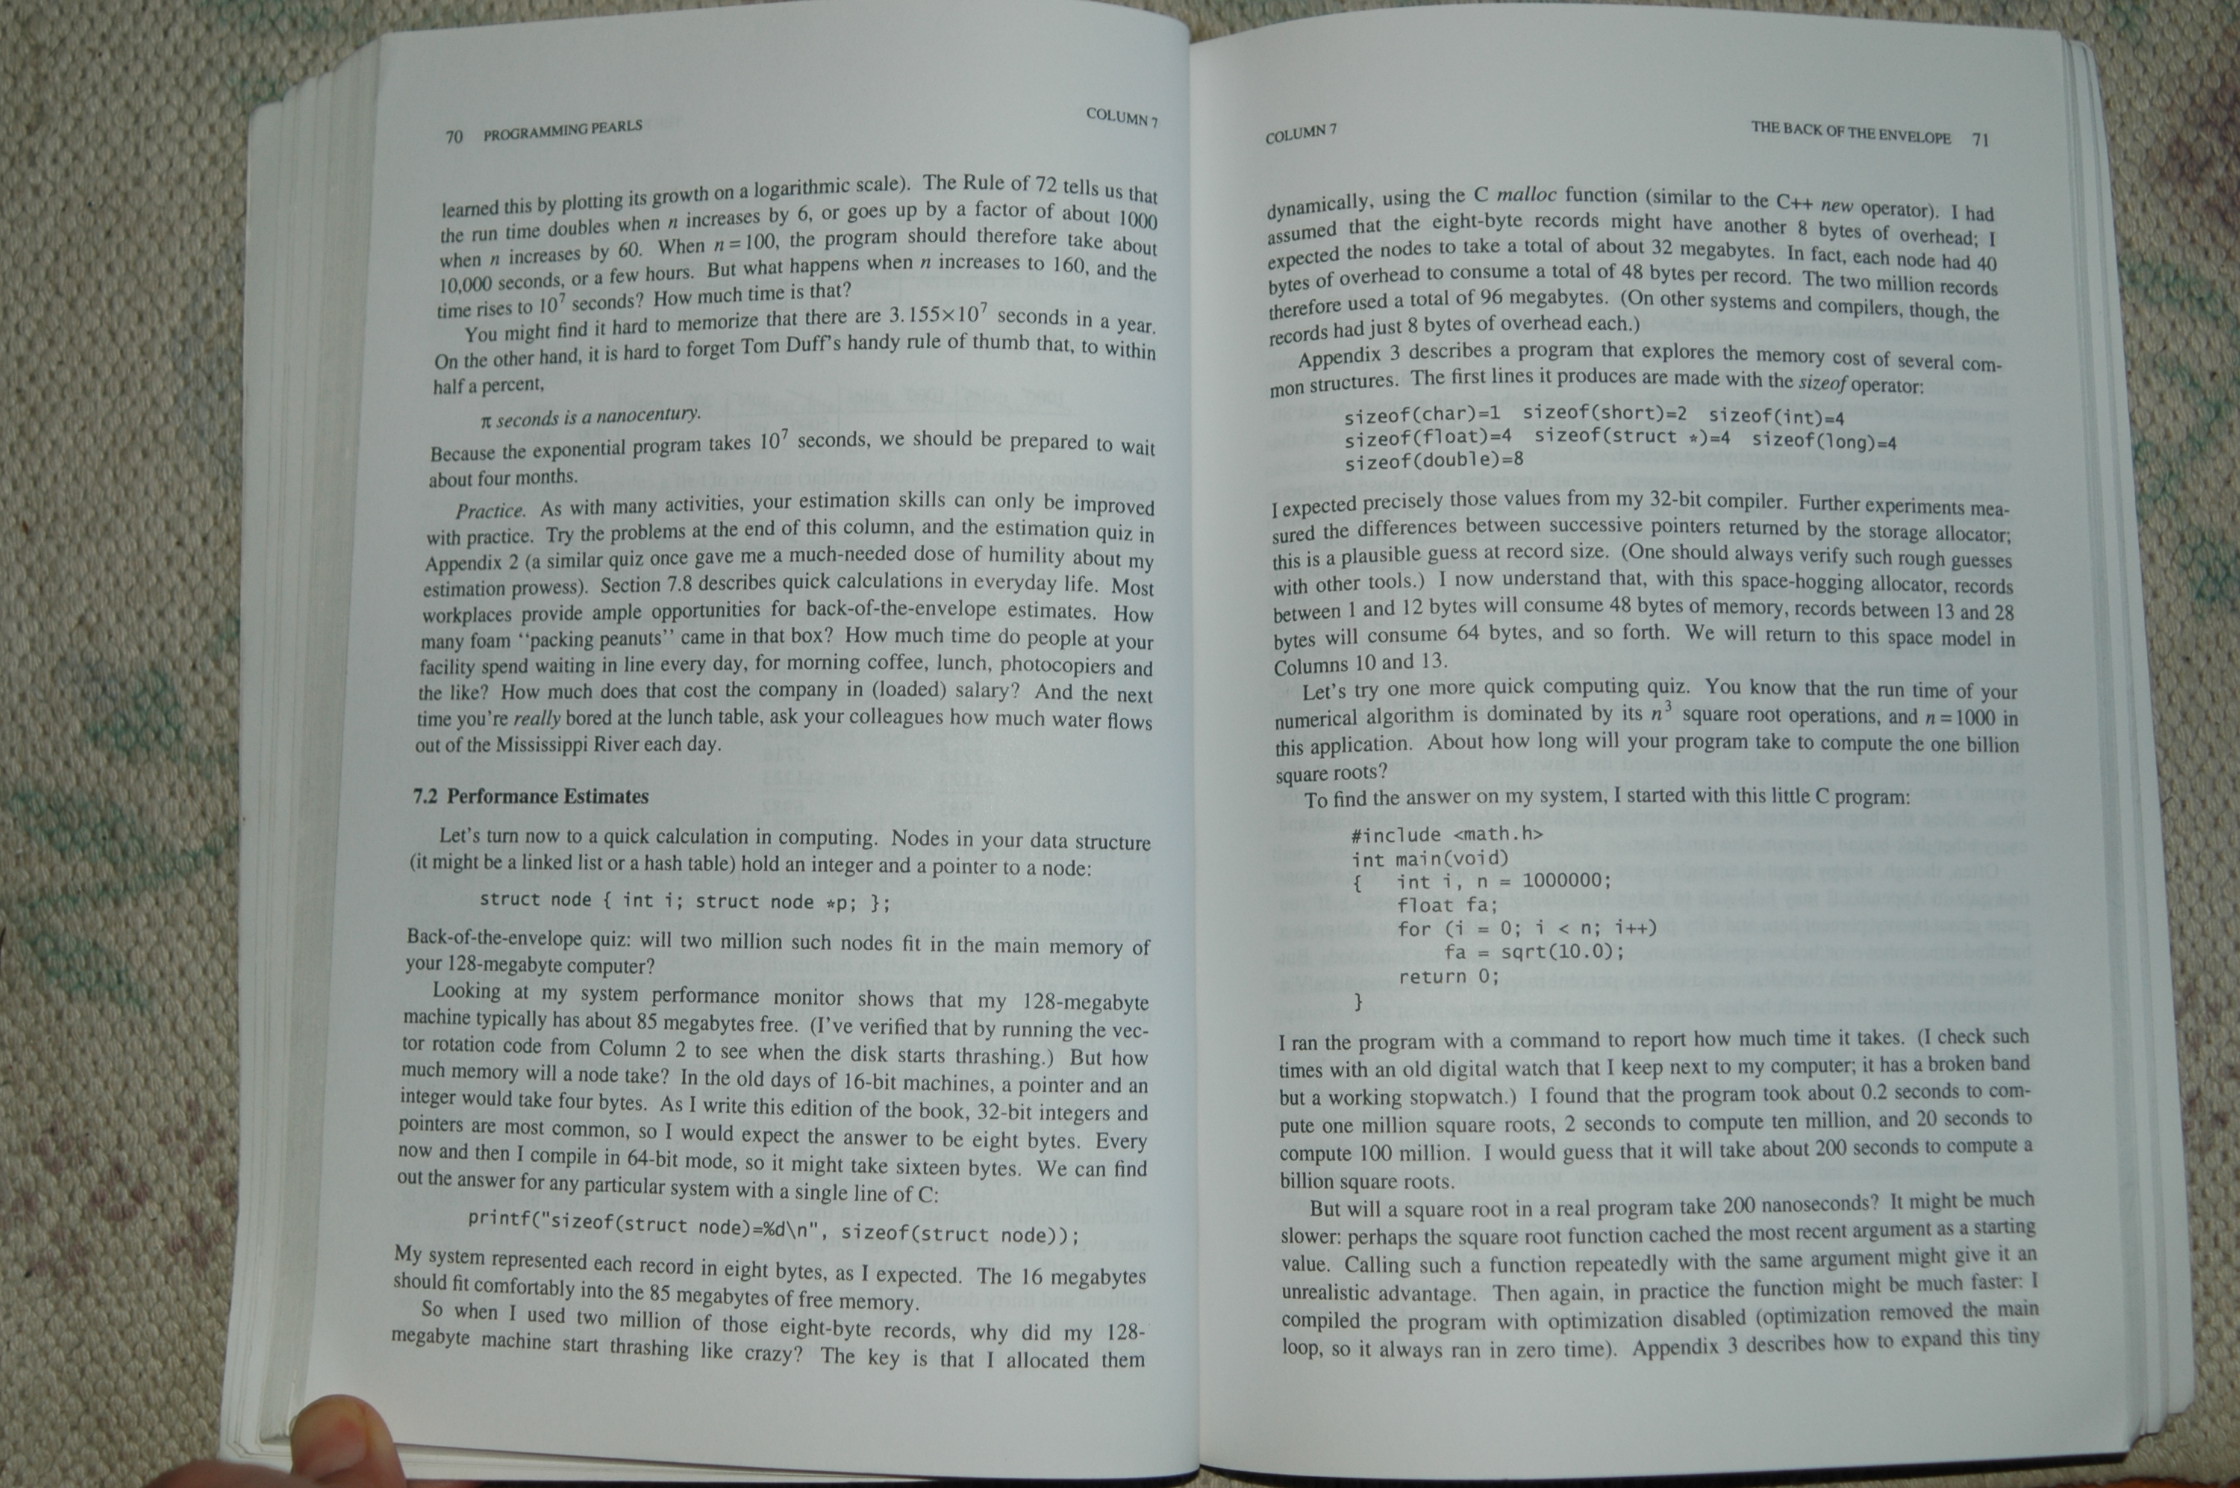 70 PROGRAMMING PEARLS COLUMN 7
learned this by plotting its growth on a logarithmic scale). The Rule of 72 tells us that
the run time doubles when n increases by 6, or goes up by a factor of about 1000
when n increases by 60. When n = 100, the program should therefore take about
10,000 seconds, or a few hours. But what happens when n increases to 160, and the
time rises to 10⁷ seconds? How much time is that?
You might find it hard to memorize that there are 3.155×10⁷ seconds in a year.
On the other hand, it is hard to forget Tom Duff's handy rule of thumb that, to within
half a percent,
π seconds is a nanocentury.
Because the exponential program takes 10⁷ seconds, we should be prepared to wait
about four months.
Practice. As with many activities, your estimation skills can only be improved
with practice. Try the problems at the end of this column, and the estimation quiz in
Appendix 2 (a similar quiz once gave me a much-needed dose of humility about my
estimation prowess). Section 7.8 describes quick calculations in everyday life. Most
workplaces provide ample opportunities for back-of-the-envelope estimates. How
many foam ‘‘packing peanuts’’ came in that box? How much time do people at your
facility spend waiting in line every day, for morning coffee, lunch, photocopiers and
the like? How much does that cost the company in (loaded) salary? And the next
time you're really bored at the lunch table, ask your colleagues how much water flows
out of the Mississippi River each day.
7.2 Performance Estimates
Let's turn now to a quick calculation in computing. Nodes in your data structure
(it might be a linked list or a hash table) hold an integer and a pointer to a node:
struct node { int i; struct node *p; };
Back-of-the-envelope quiz: will two million such nodes fit in the main memory of
your 128-megabyte computer?
Looking at my system performance monitor shows that my 128-megabyte
machine typically has about 85 megabytes free. (I've verified that by running the vec-
tor rotation code from Column 2 to see when the disk starts thrashing.) But how
much memory will a node take? In the old days of 16-bit machines, a pointer and an
integer would take four bytes. As I write this edition of the book, 32-bit integers and
pointers are most common, so I would expect the answer to be eight bytes. Every
now and then I compile in 64-bit mode, so it might take sixteen bytes. We can find
out the answer for any particular system with a single line of C:
printf("sizeof(struct node)=%d\n", sizeof(struct node));
My system represented each record in eight bytes, as I expected. The 16 megabytes
should fit comfortably into the 85 megabytes of free memory.
So when I used two million of those eight-byte records, why did my 128-
megabyte machine start thrashing like crazy? The key is that I allocated them
COLUMN 7 THE BACK OF THE ENVELOPE 71
dynamically, using the C malloc function (similar to the C++ new operator). I had
assumed that the eight-byte records might have another 8 bytes of overhead; I
expected the nodes to take a total of about 32 megabytes. In fact, each node had 40
bytes of overhead to consume a total of 48 bytes per record. The two million records
therefore used a total of 96 megabytes. (On other systems and compilers, though, the
records had just 8 bytes of overhead each.)
Appendix 3 describes a program that explores the memory cost of several com-
mon structures. The first lines it produces are made with the sizeof operator:
sizeof(char)=1 sizeof(short)=2 sizeof(int)=4
sizeof(float)=4 sizeof(struct *)=4 sizeof(long)=4
sizeof(double)=8
I expected precisely those values from my 32-bit compiler. Further experiments mea-
sured the differences between successive pointers returned by the storage allocator;
this is a plausible guess at record size. (One should always verify such rough guesses
with other tools.) I now understand that, with this space-hogging allocator, records
between 1 and 12 bytes will consume 48 bytes of memory, records between 13 and 28
bytes will consume 64 bytes, and so forth. We will return to this space model in
Columns 10 and 13.
Let's try one more quick computing quiz. You know that the run time of your
numerical algorithm is dominated by its n³ square root operations, and n = 1000 in
this application. About how long will your program take to compute the one billion
square roots?
To find the answer on my system, I started with this little C program:
#include <math.h>
int main(void)
{ int i, n = 1000000;
float fa;
for (i = 0; i < n; i++)
fa = sqrt(10.0);
return 0;
}
I ran the program with a command to report how much time it takes. (I check such
times with an old digital watch that I keep next to my computer; it has a broken band
but a working stopwatch.) I found that the program took about 0.2 seconds to com-
pute one million square roots, 2 seconds to compute ten million, and 20 seconds to
compute 100 million. I would guess that it will take about 200 seconds to compute a
billion square roots.
But will a square root in a real program take 200 nanoseconds? It might be much
slower: perhaps the square root function cached the most recent argument as a starting
value. Calling such a function repeatedly with the same argument might give it an
unrealistic advantage. Then again, in practice the function might be much faster: I
compiled the program with optimization disabled (optimization removed the main
loop, so it always ran in zero time). Appendix 3 describes how to expand this tiny